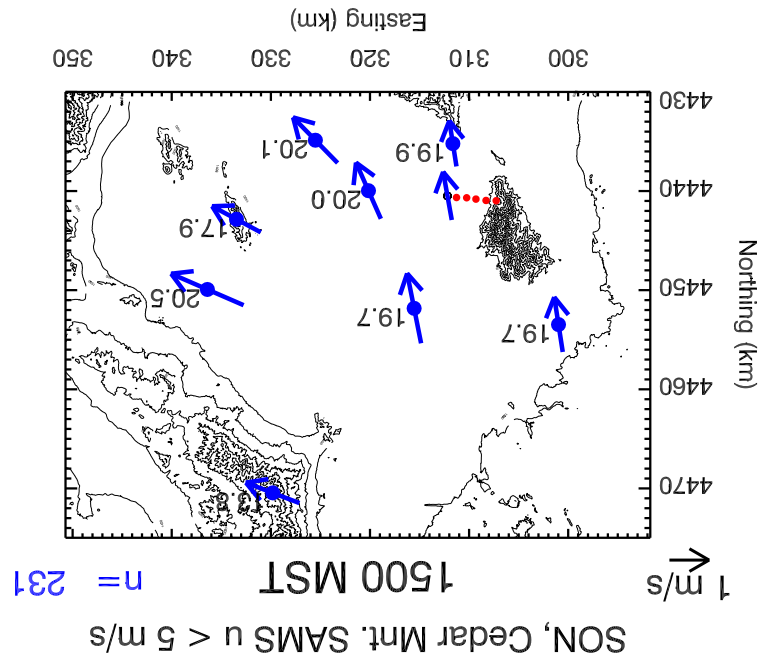 SON, Cedar Mnt. SAMS u < 5 m/s
1 m/s
1500 MST
n= 231
Northing (km)
4470
4460
4450
4440
4430
13.8
19.7
19.7
20.5
17.9
20.0
19.9
20.1
300 310 320 330 340 350
Easting (km)